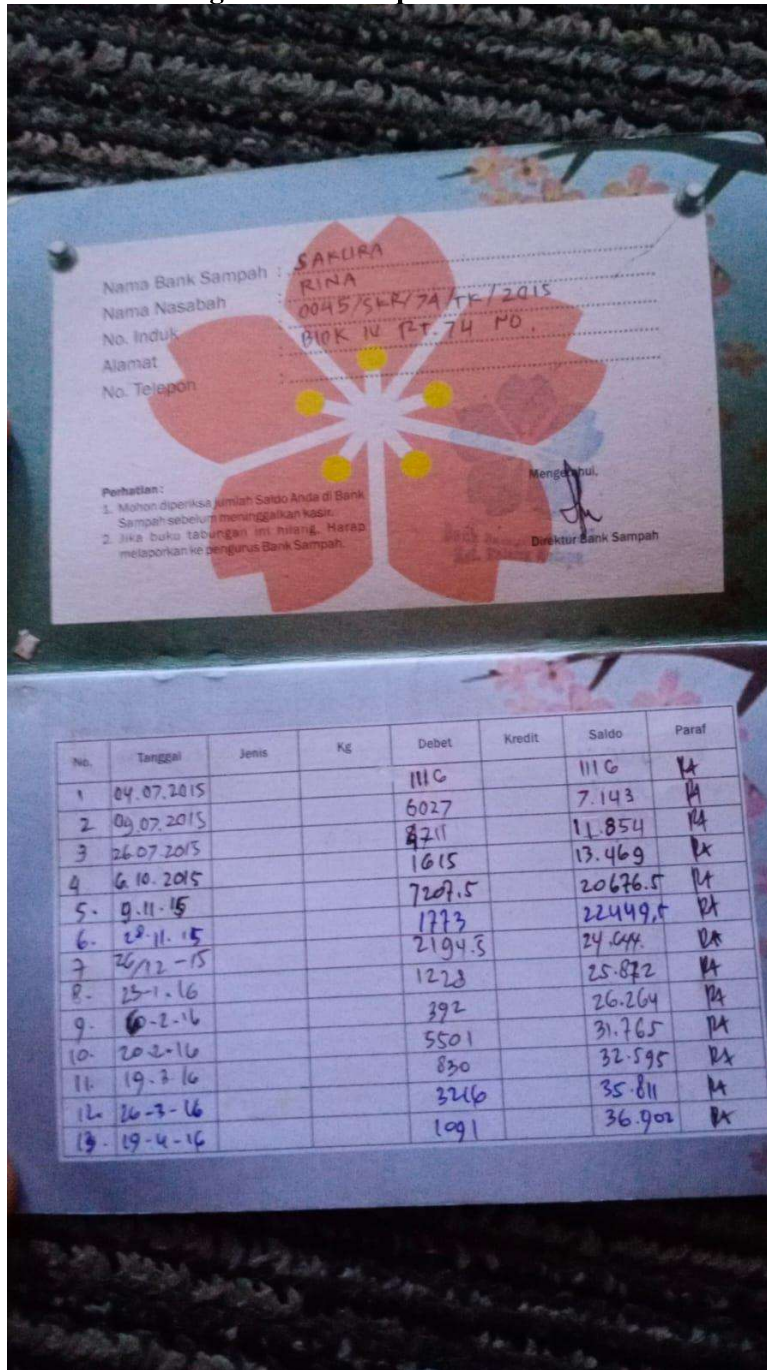 Nama Bank Sampah : SAKURA
Nama Nasabah : RINA
No. Induk : 0045/SKR/7A/TK/2015
Alamat : BLOK IV RT. 74 NO.
No. Telepon :
Perhatian :
1. Mohon diperiksa jumlah Saldo Anda di Bank
Sampah sebelum meninggalkan kasir.
2. Jika buku tabungan ini hilang, Harap
melaporkan ke pengurus Bank Sampah.
Mengetahui,
Direktur Bank Sampah
No. Tanggal Jenis Kg Debet Kredit Saldo Paraf
1 04.07.2015 1116 1116
2 09.07.2015 6027 7.143
3 26.07.2015 4711 11.854
4 6.10.2015 1615 13.469
5. 9.11.15 7207.5 20676.5
6. 28.11.15 1773 22449,5
7 26/12-15 2194.5 24.644.
8. 23-1.16 1228 25.872
9. -2-16 392 26.264
10. 20-2-16 5501 31.765
11. 19.3.16 830 32.595
12. 26-3-16 3216 35.811
13. 19-4-16 1091 36.902